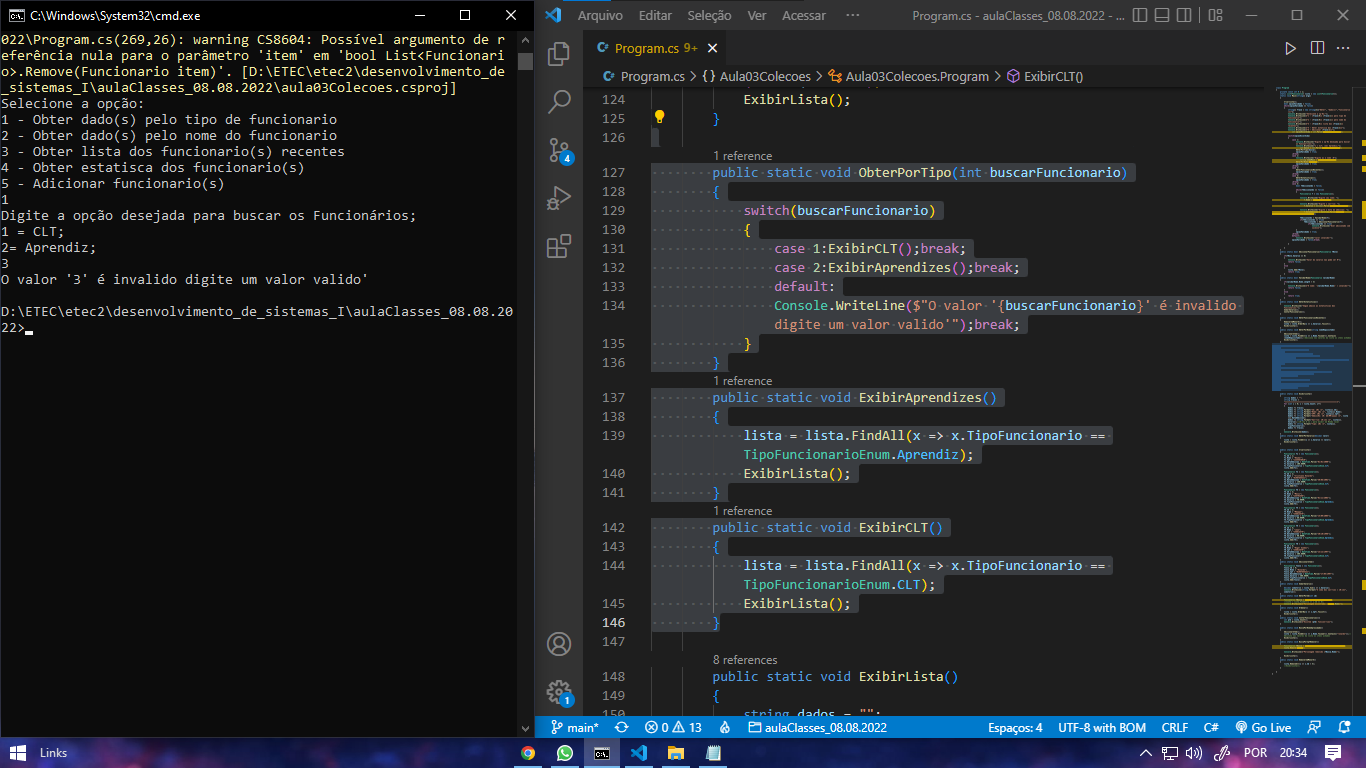 C:\Windows\System32\cmd.exe
022\Program.cs(269,26): warning CS8604: Possível argumento de r
eferência nula para o parâmetro 'item' em 'bool List<Funcionari
o>.Remove(Funcionario item)'. [D:\ETEC\etec2\desenvolvimento_de
_sistemas_I\aulaClasses_08.08.2022\aula03Colecoes.csproj]
Selecione a opção:
1 - Obter dado(s) pelo tipo de funcionario
2 - Obter dado(s) pelo nome do funcionario
3 - Obter lista dos funcionario(s) recentes
4 - Obter estatisca dos funcionario(s)
5 - Adicionar funcionario(s)
1
Digite a opção desejada para buscar os Funcionários;
1 = CLT;
2= Aprendiz;
3
O valor '3' é invalido digite um valor valido'
D:\ETEC\etec2\desenvolvimento_de_sistemas_I\aulaClasses_08.08.20
22>
Arquivo Editar Seleção Ver Acessar ··· Program.cs - aulaClasses_08.08.2022 - ...
Program.cs 9+
Program.cs > {} Aula03Colecoes > Aula03Colecoes.Program > ExibirCLT()
124 ExibirLista();
125 }
126
1 reference
127 public static void ObterPorTipo(int buscarFuncionario)
128 {
129 switch(buscarFuncionario)
130 {
131 case 1:ExibirCLT();break;
132 case 2:ExibirAprendizes();break;
133 default:
134 Console.WriteLine($"O valor '{buscarFuncionario}' é invalido
digite um valor valido'");break;
135 }
136 }
1 reference
137 public static void ExibirAprendizes()
138 {
139 lista = lista.FindAll(x => x.TipoFuncionario ==
TipoFuncionarioEnum.Aprendiz);
140 ExibirLista();
141 }
1 reference
142 public static void ExibirCLT()
143 {
144 lista = lista.FindAll(x => x.TipoFuncionario ==
TipoFuncionarioEnum.CLT);
145 ExibirLista();
146 }
147
8 references
148 public static void ExibirLista()
149 {
150 string dados = "";
4
1
main* 0 13 aulaClasses_08.08.2022 Espaços: 4 UTF-8 with BOM CRLF C# Go Live
Links POR 20:34